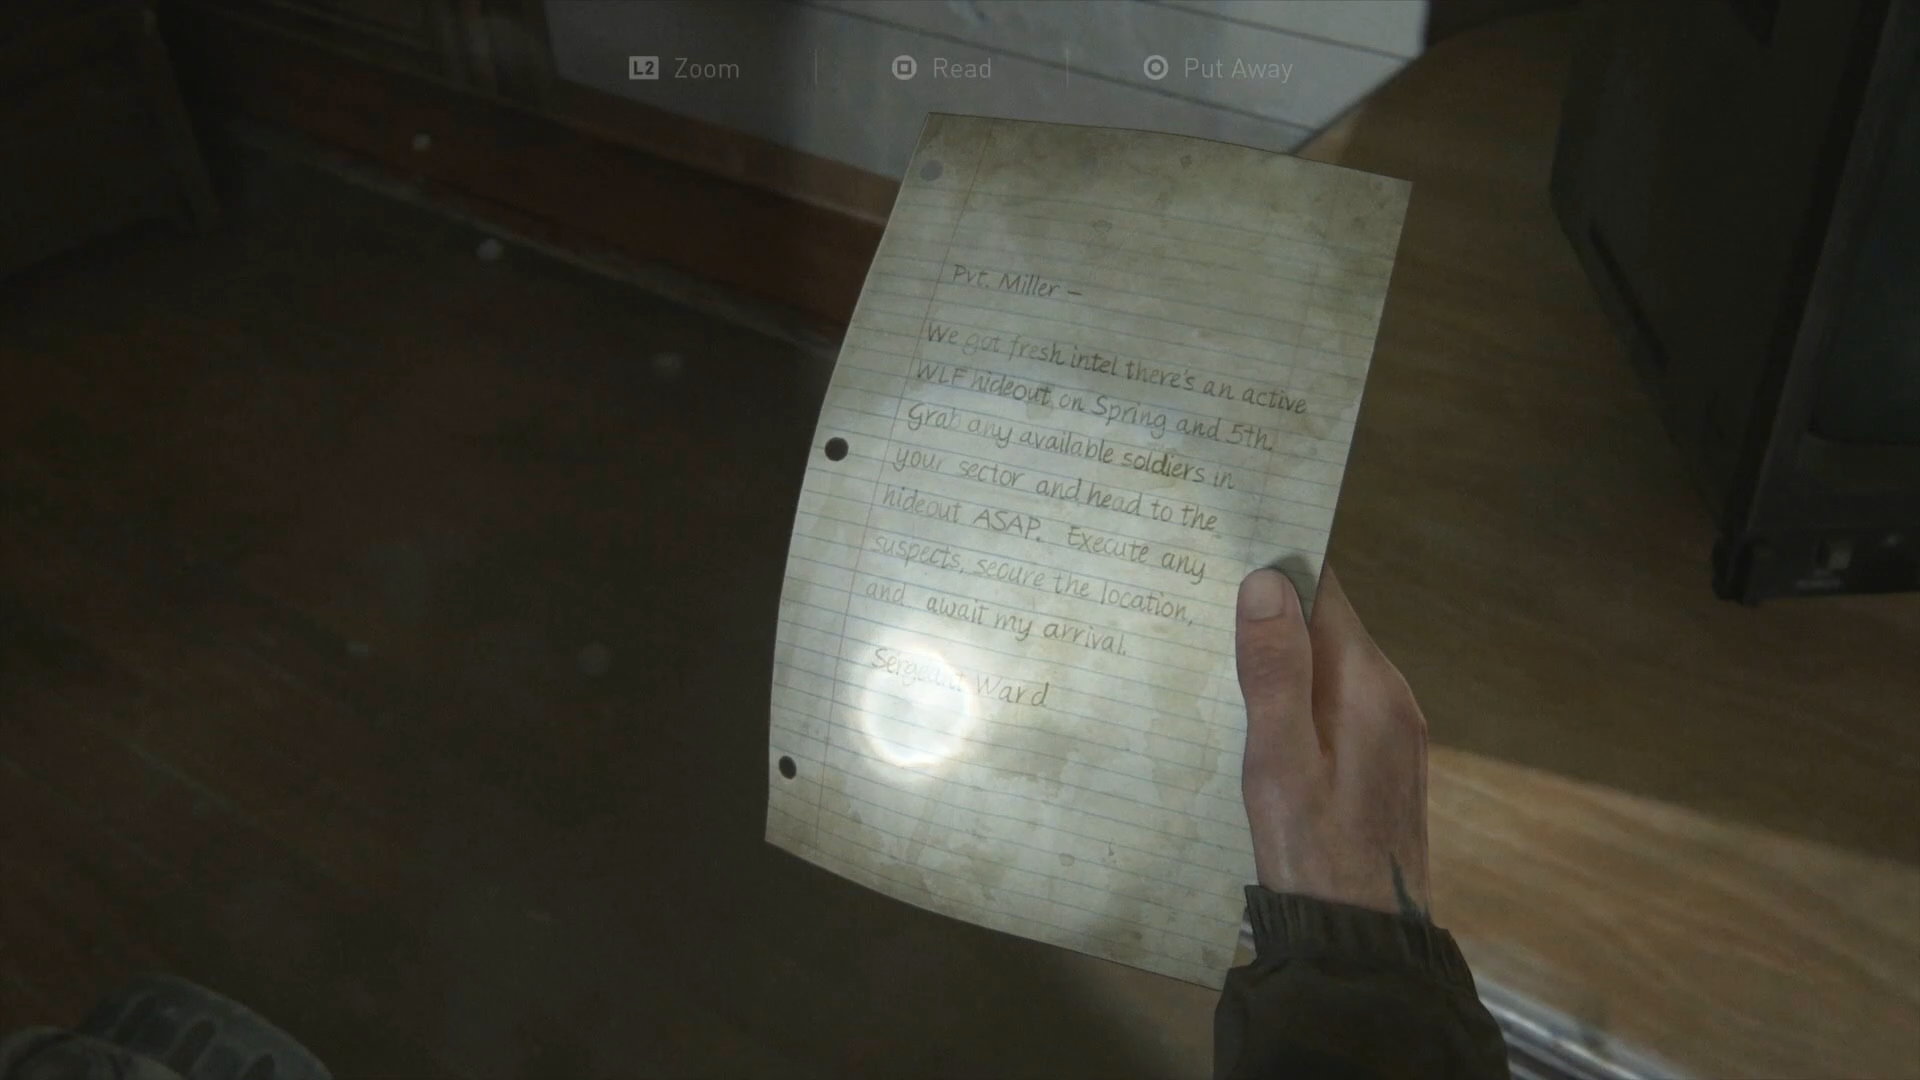 L2 Zoom Read Put Away
Pvt. Miller –
We got fresh intel there's an active
WLF hideout on Spring and 5th.
Grab any available soldiers in
your sector and head to the
hideout ASAP. Execute any
suspects, secure the location,
and await my arrival.
Sergeant Ward